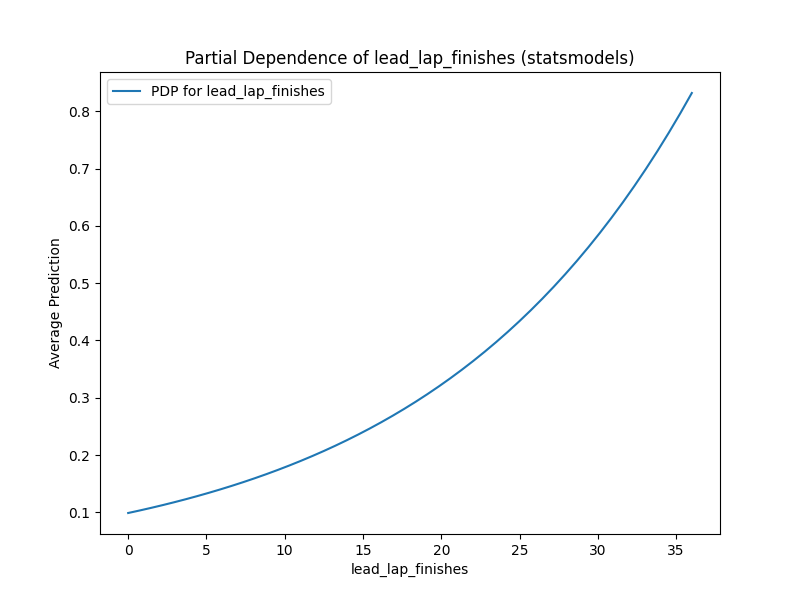 Partial Dependence of lead_lap_finishes (statsmodels)
PDP for lead_lap_finishes
Average Prediction
0.8
0.7
0.6
0.5
0.4
0.3
0.2
0.1
0 5 10 15 20 25 30 35
lead_lap_finishes